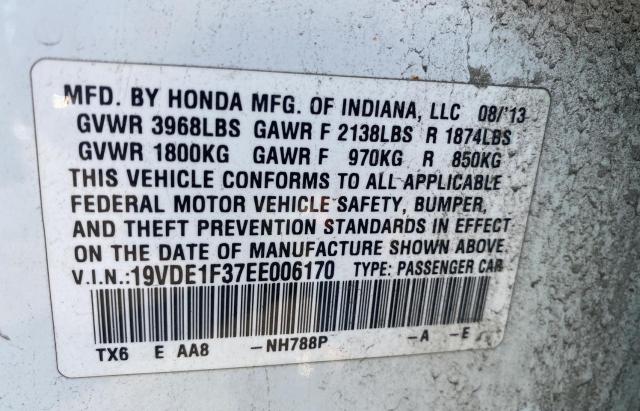 MFD. BY HONDA MFG. OF INDIANA, LLC 08/'13
GVWR 3968LBS GAWR F 2138LBS R 1874LBS
GVWR 1800KG GAWR F 970KG R 850KG
THIS VEHICLE CONFORMS TO ALL APPLICABLE
FEDERAL MOTOR VEHICLE SAFETY, BUMPER,
AND THEFT PREVENTION STANDARDS IN EFFECT
ON THE DATE OF MANUFACTURE SHOWN ABOVE.
V.I.N.:19VDE1F37EE006170 TYPE: PASSENGER CAR
TX6 E AA8 -NH788P -A -E